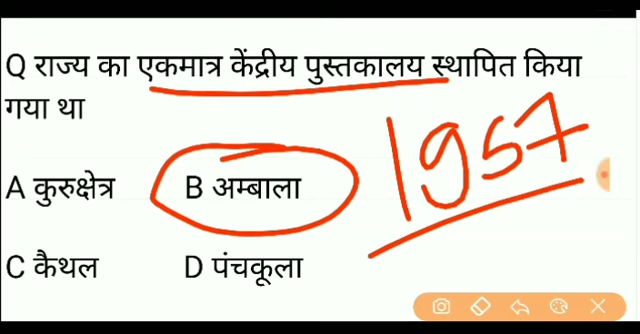 Q राज्य का एकमात्र केंद्रीय पुस्तकालय स्थापित किया
गया था
1957
A कुरुक्षेत्र B अम्बाला
C कैथल D पंचकूला